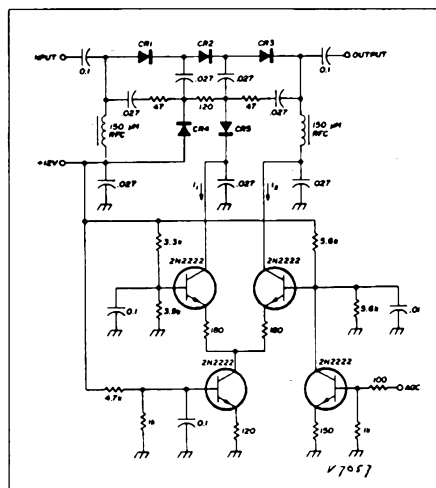 INPUT
0.1
CR1
CR2
CR3
0.1
OUTPUT
.027
.027
.027
47
120
47
.027
150 µM
RFC
CR4
CR5
150 µM
RFC
+12V
.027
I₁
.027
I₂
.027
3.3k
5.6k
2N2222
2N2222
0.1
3.9k
5.6k
.01
180
180
2N2222
2N2222
4.7k
100
AGC
1k
0.1
120
150
1k
V7057